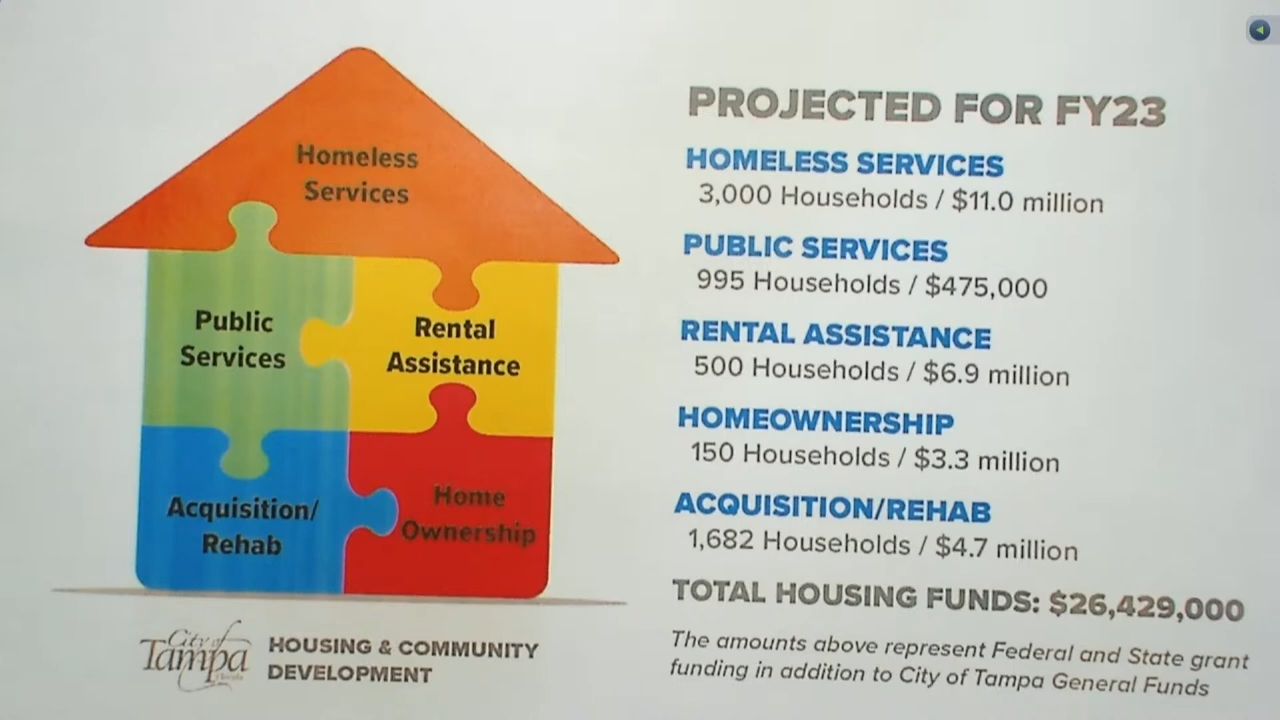 Homeless
Services
Public
Services
Rental
Assistance
Acquisition/
Rehab
Home
Ownership
City of
Tampa
Florida
HOUSING & COMMUNITY
DEVELOPMENT
PROJECTED FOR FY23
HOMELESS SERVICES
3,000 Households / $11.0 million
PUBLIC SERVICES
995 Households / $475,000
RENTAL ASSISTANCE
500 Households / $6.9 million
HOMEOWNERSHIP
150 Households / $3.3 million
ACQUISITION/REHAB
1,682 Households / $4.7 million
TOTAL HOUSING FUNDS: $26,429,000
The amounts above represent Federal and State grant
funding in addition to City of Tampa General Funds